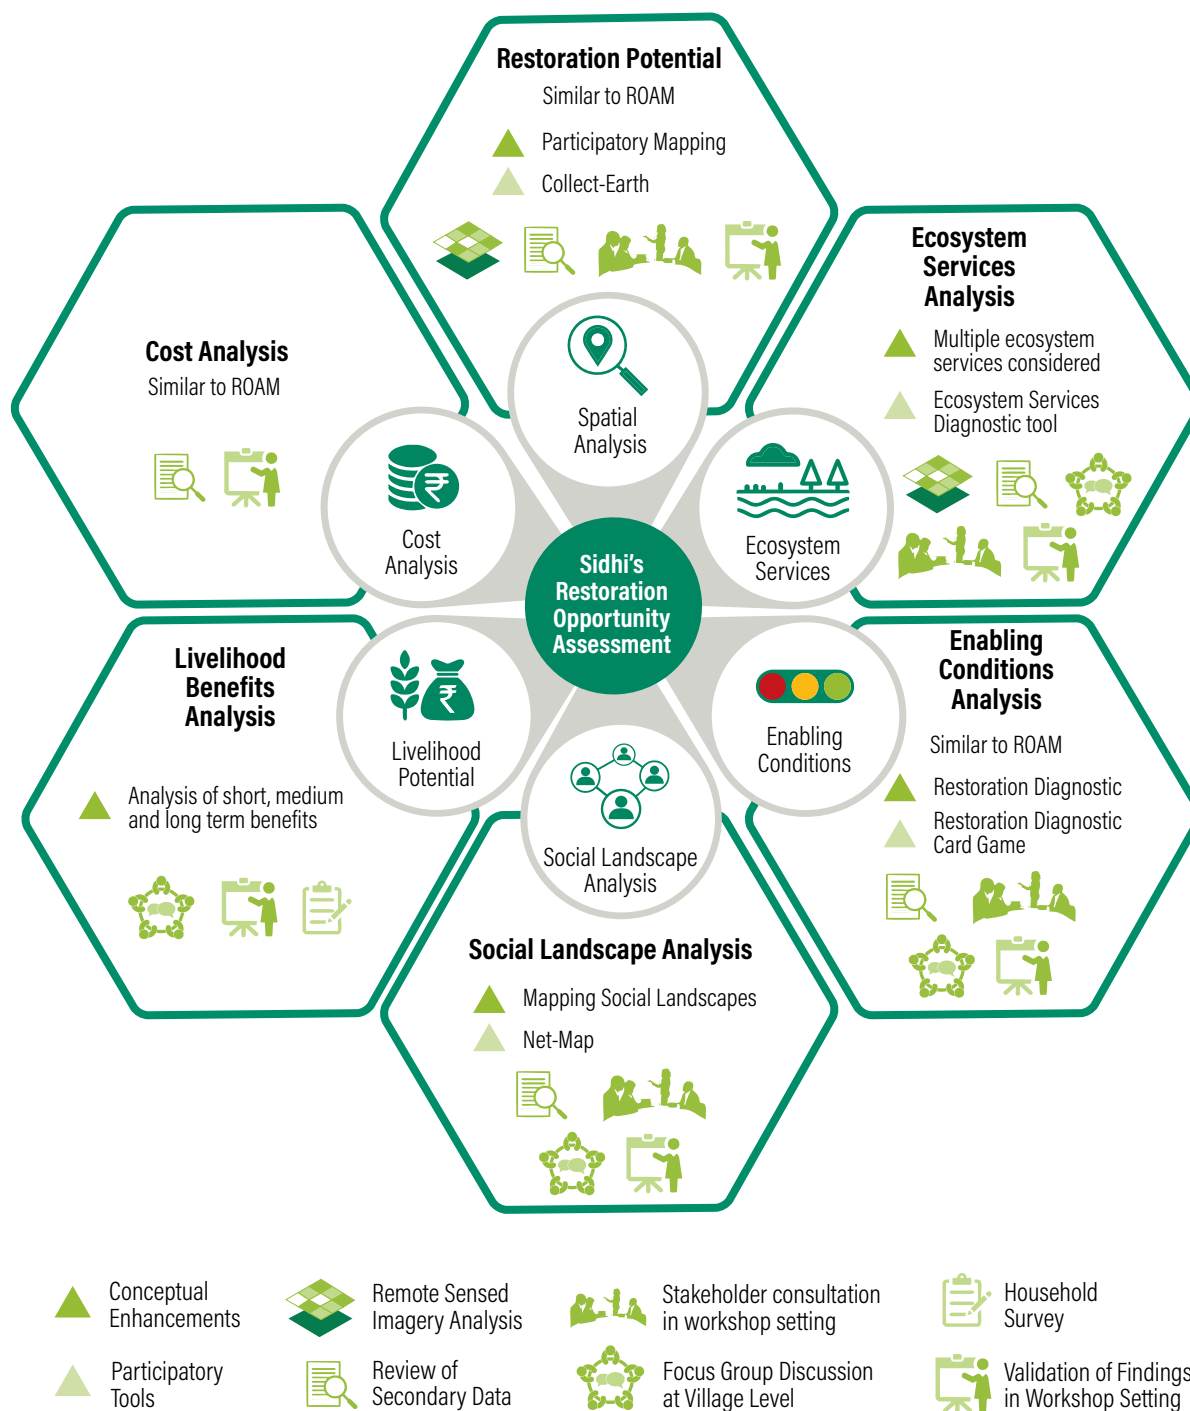 Restoration Potential
Similar to ROAM
Participatory Mapping
Collect-Earth
Spatial
Analysis
Ecosystem
Services
Analysis
Multiple ecosystem
services considered
Ecosystem Services
Diagnostic tool
Ecosystem
Services
Cost Analysis
Similar to ROAM
₹
Cost
Analysis
Sidhi's
Restoration
Opportunity
Assessment
Livelihood
Benefits
Analysis
Analysis of short, medium
and long term benefits
₹
Livelihood
Potential
Enabling
Conditions
Enabling
Conditions
Analysis
Similar to ROAM
Restoration Diagnostic
Restoration Diagnostic
Card Game
Social Landscape
Analysis
Social Landscape Analysis
Mapping Social Landscapes
Net-Map
Conceptual
Enhancements
Remote Sensed
Imagery Analysis
Stakeholder consultation
in workshop setting
Household
Survey
Participatory
Tools
Review of
Secondary Data
Focus Group Discussion
at Village Level
Validation of Findings
in Workshop Setting